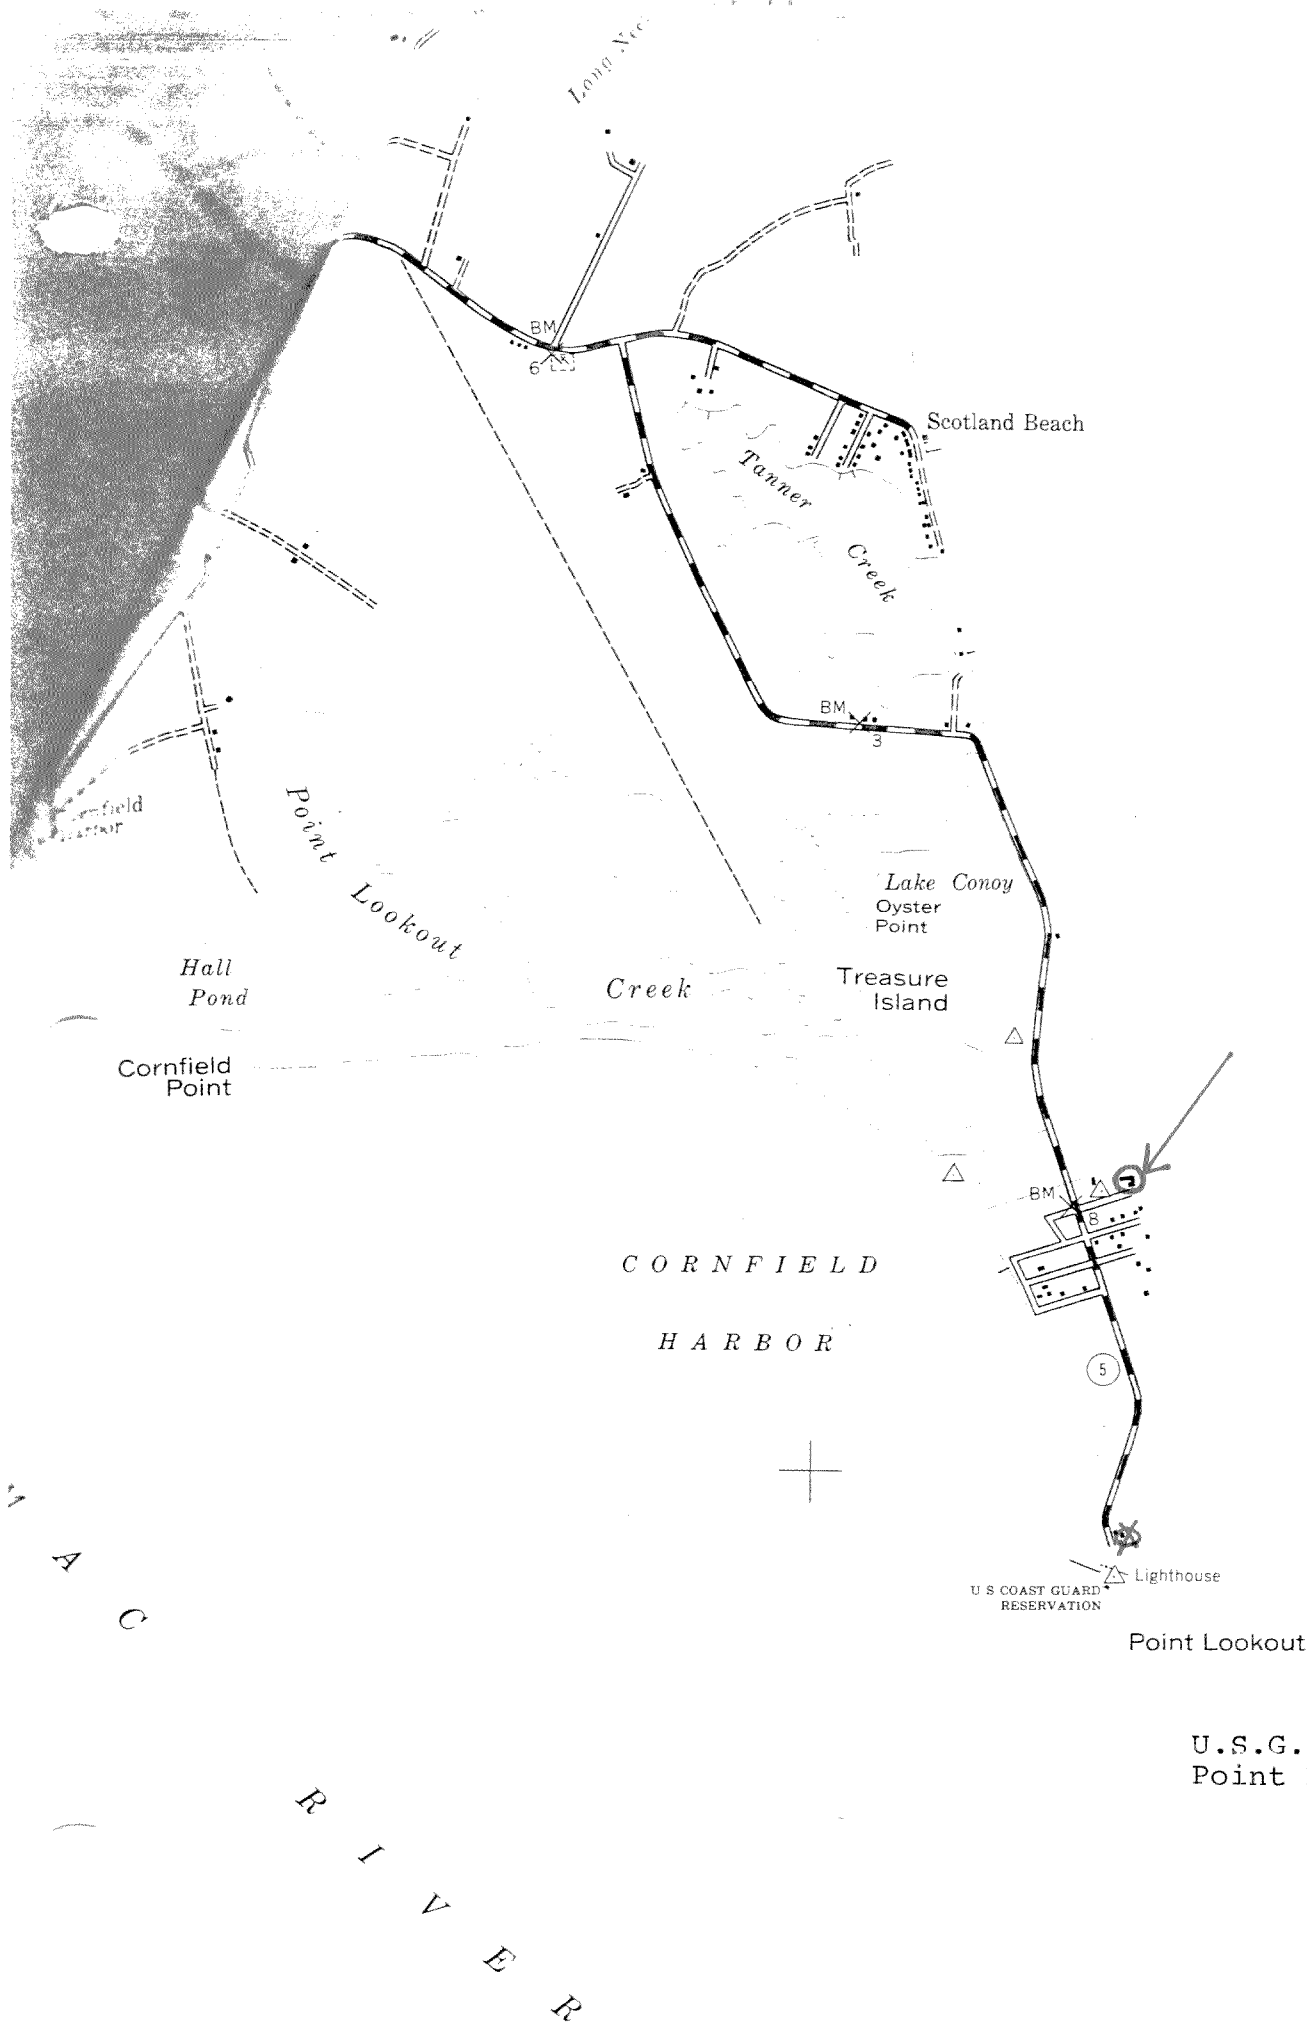 Long
BM
6
Scotland Beach
Tanner
Creek
BM
3
Point
Lookout
Creek
Lake Conoy
Oyster
Point
Hall
Pond
Treasure
Island
Cornfield
Point
BM
8
CORNFIELD
HARBOR
5
Lighthouse
U S COAST GUARD
RESERVATION
Point Lookout
U.S.G.
Point
A
C
RIVER